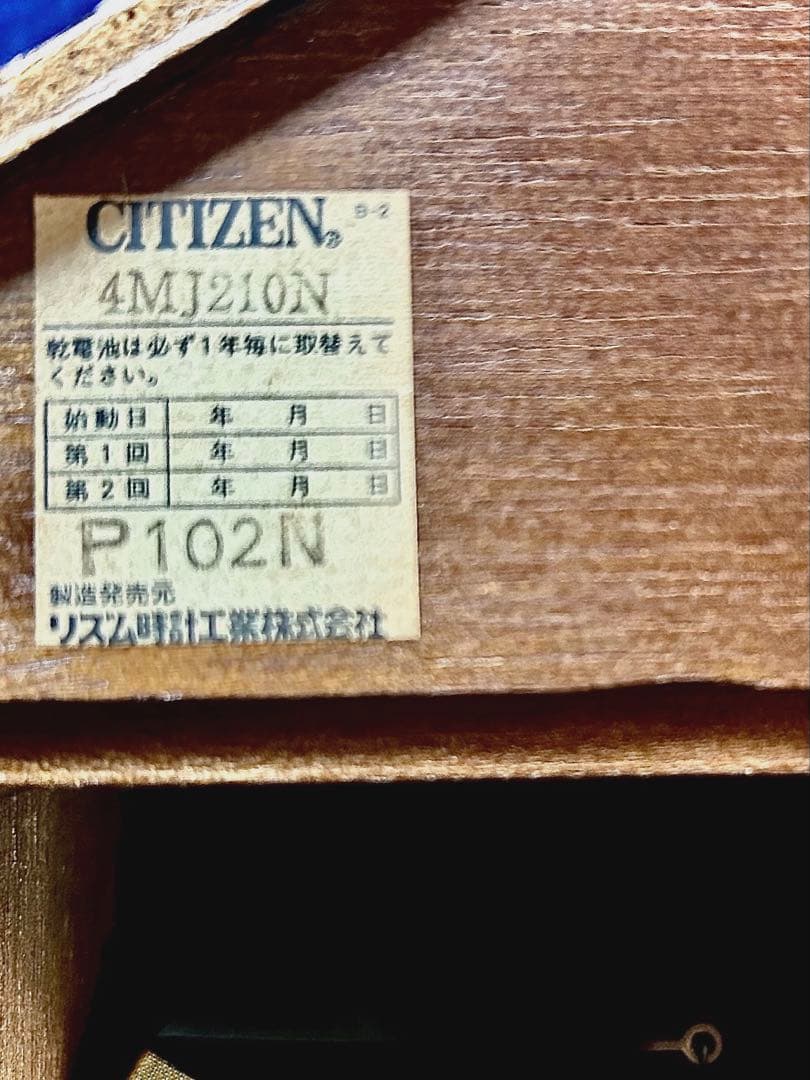 CITIZEN® B-2
4MJ210N
乾電池は必ず1年毎に取替えて
ください。
始動日 年 月 日
第1回 年 月 日
第2回 年 月 日
P102N
製造発売元
リズム時計工業株式会社